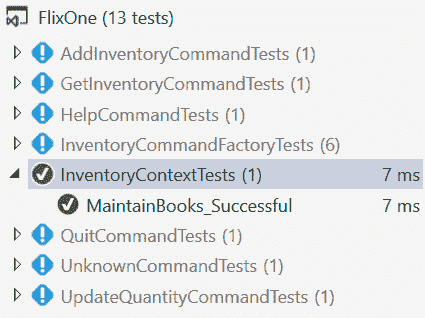 FlixOne (13 tests)
AddInventoryCommandTests (1)
GetInventoryCommandTests (1)
HelpCommandTests (1)
InventoryCommandFactoryTests (6)
InventoryContextTests (1) 7 ms
MaintainBooks_Successful 7 ms
QuitCommandTests (1)
UnknownCommandTests (1)
UpdateQuantityCommandTests (1)